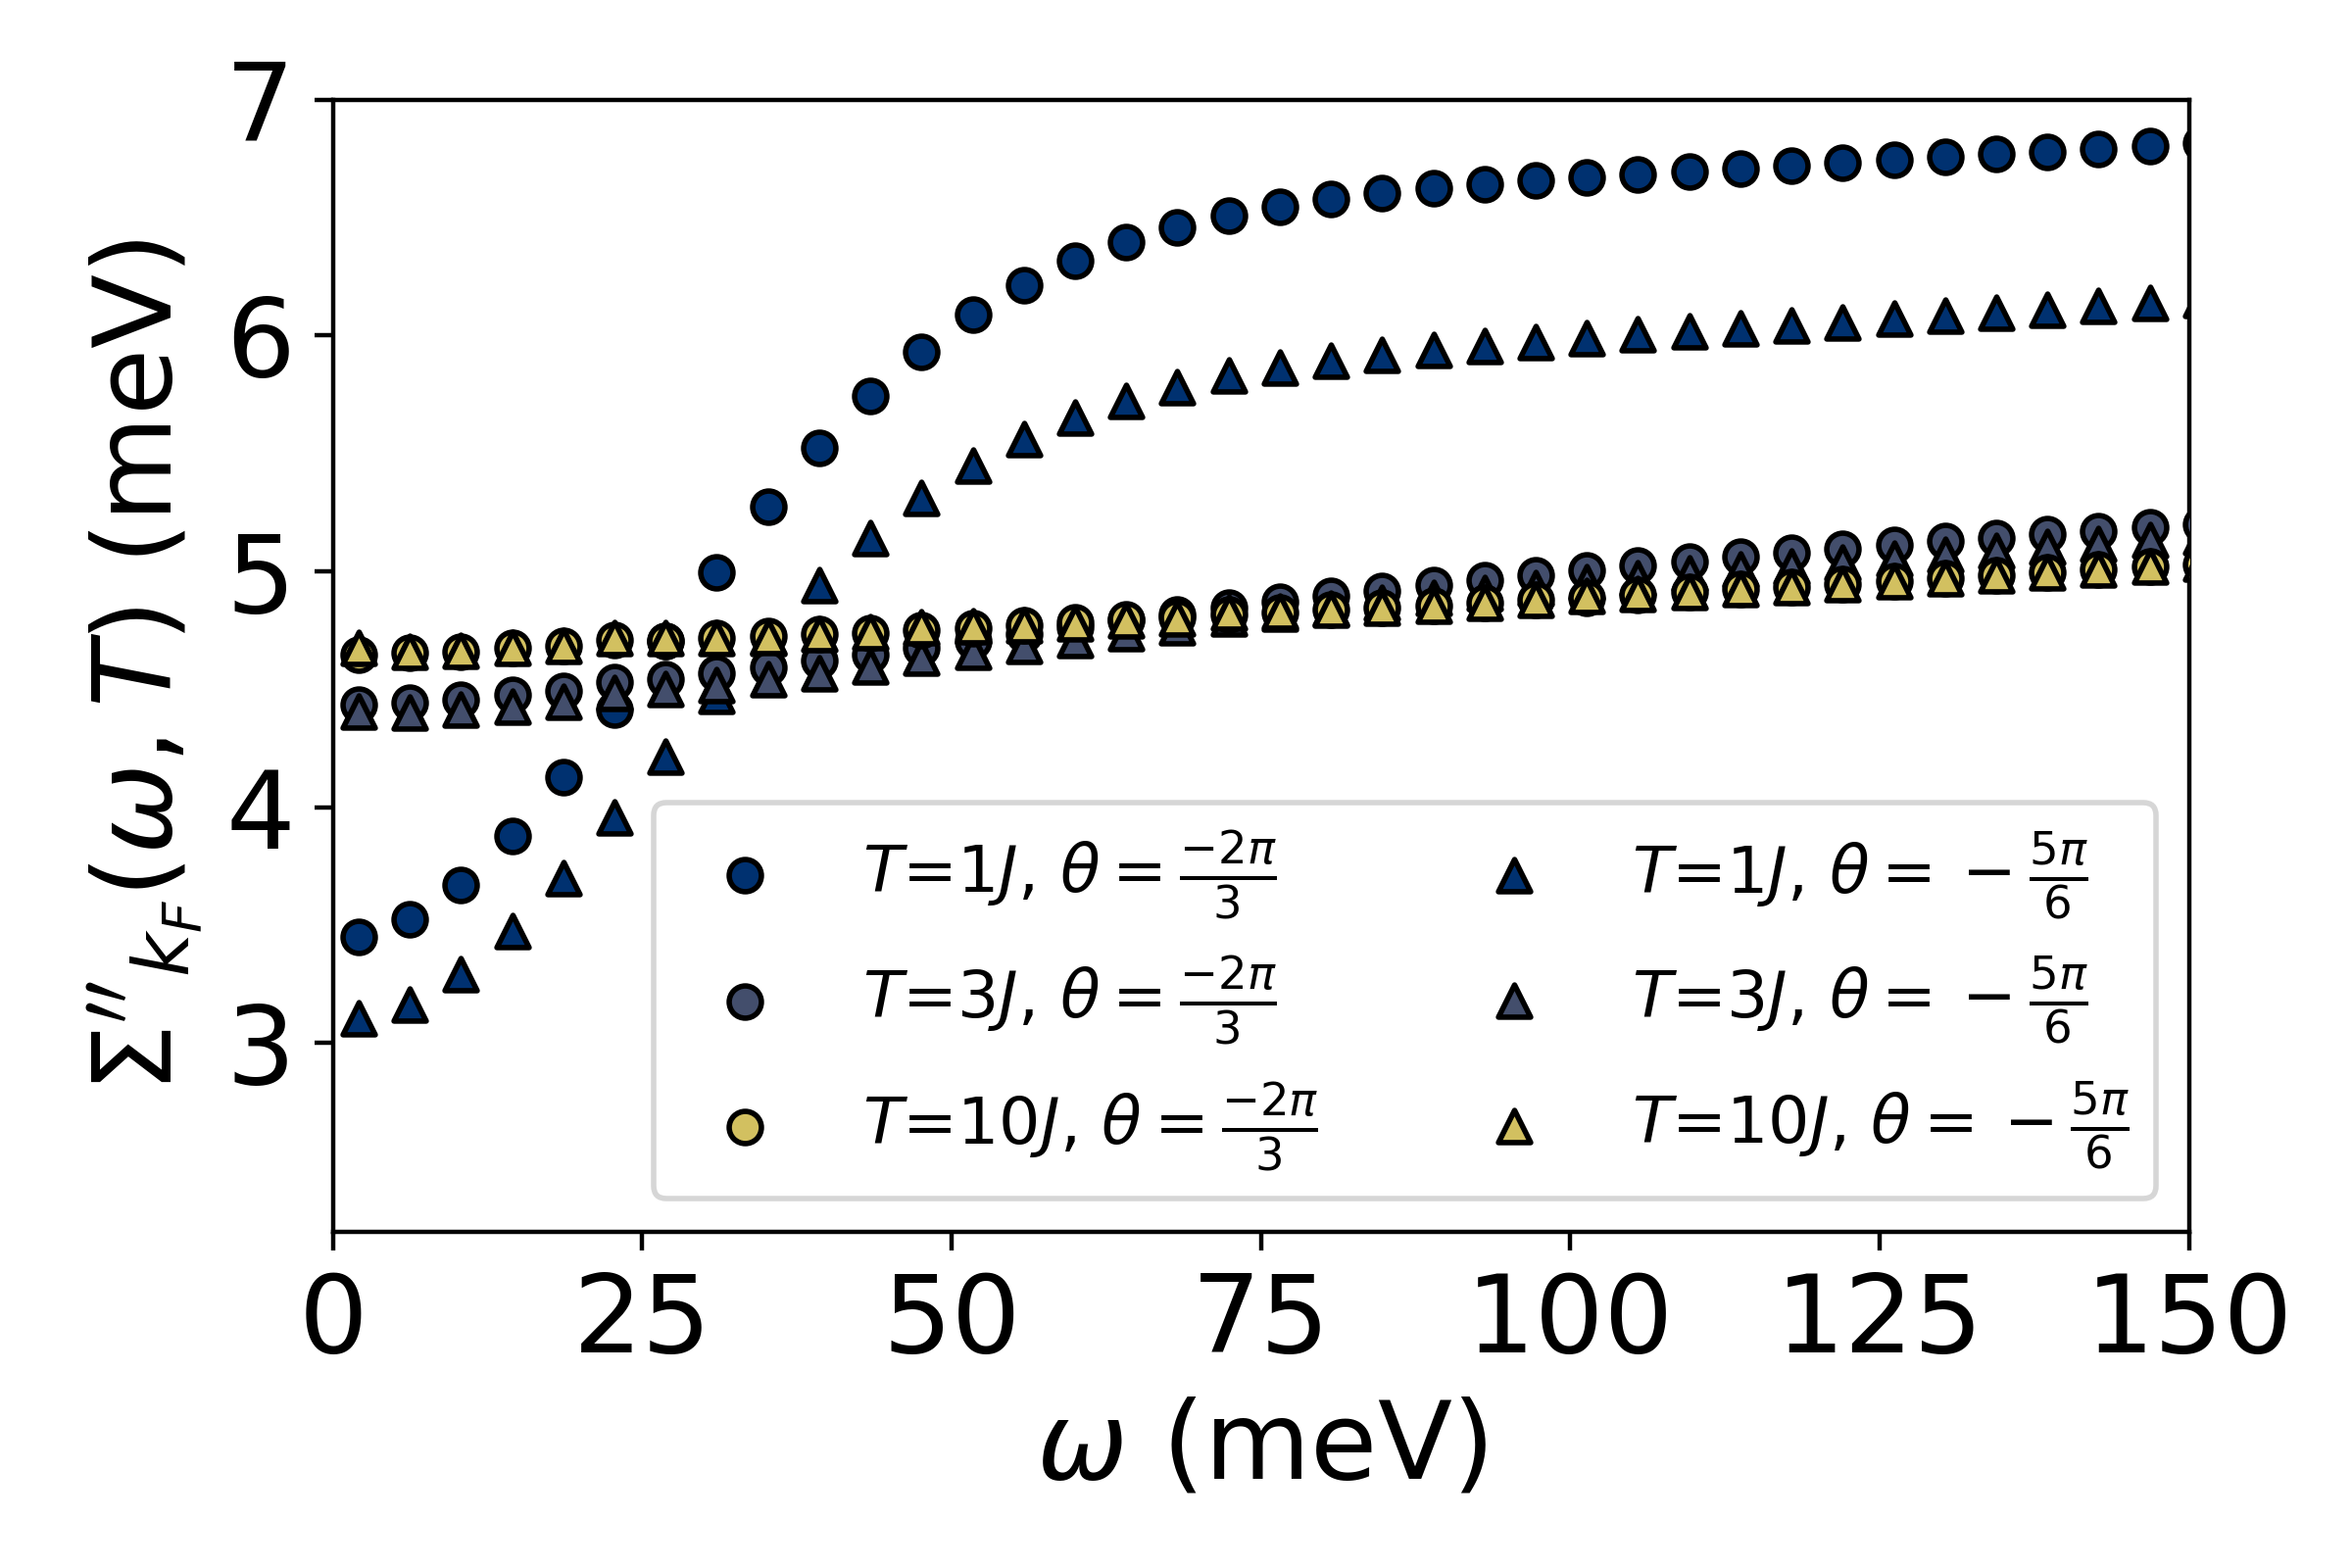 7
6
5
4
3
Σ″k_F(ω, T) (meV)
T=1J, θ = −2π/3
T=3J, θ = −2π/3
T=10J, θ = −2π/3
T=1J, θ = − 5π/6
T=3J, θ = − 5π/6
T=10J, θ = − 5π/6
0 25 50 75 100 125 150
ω (meV)